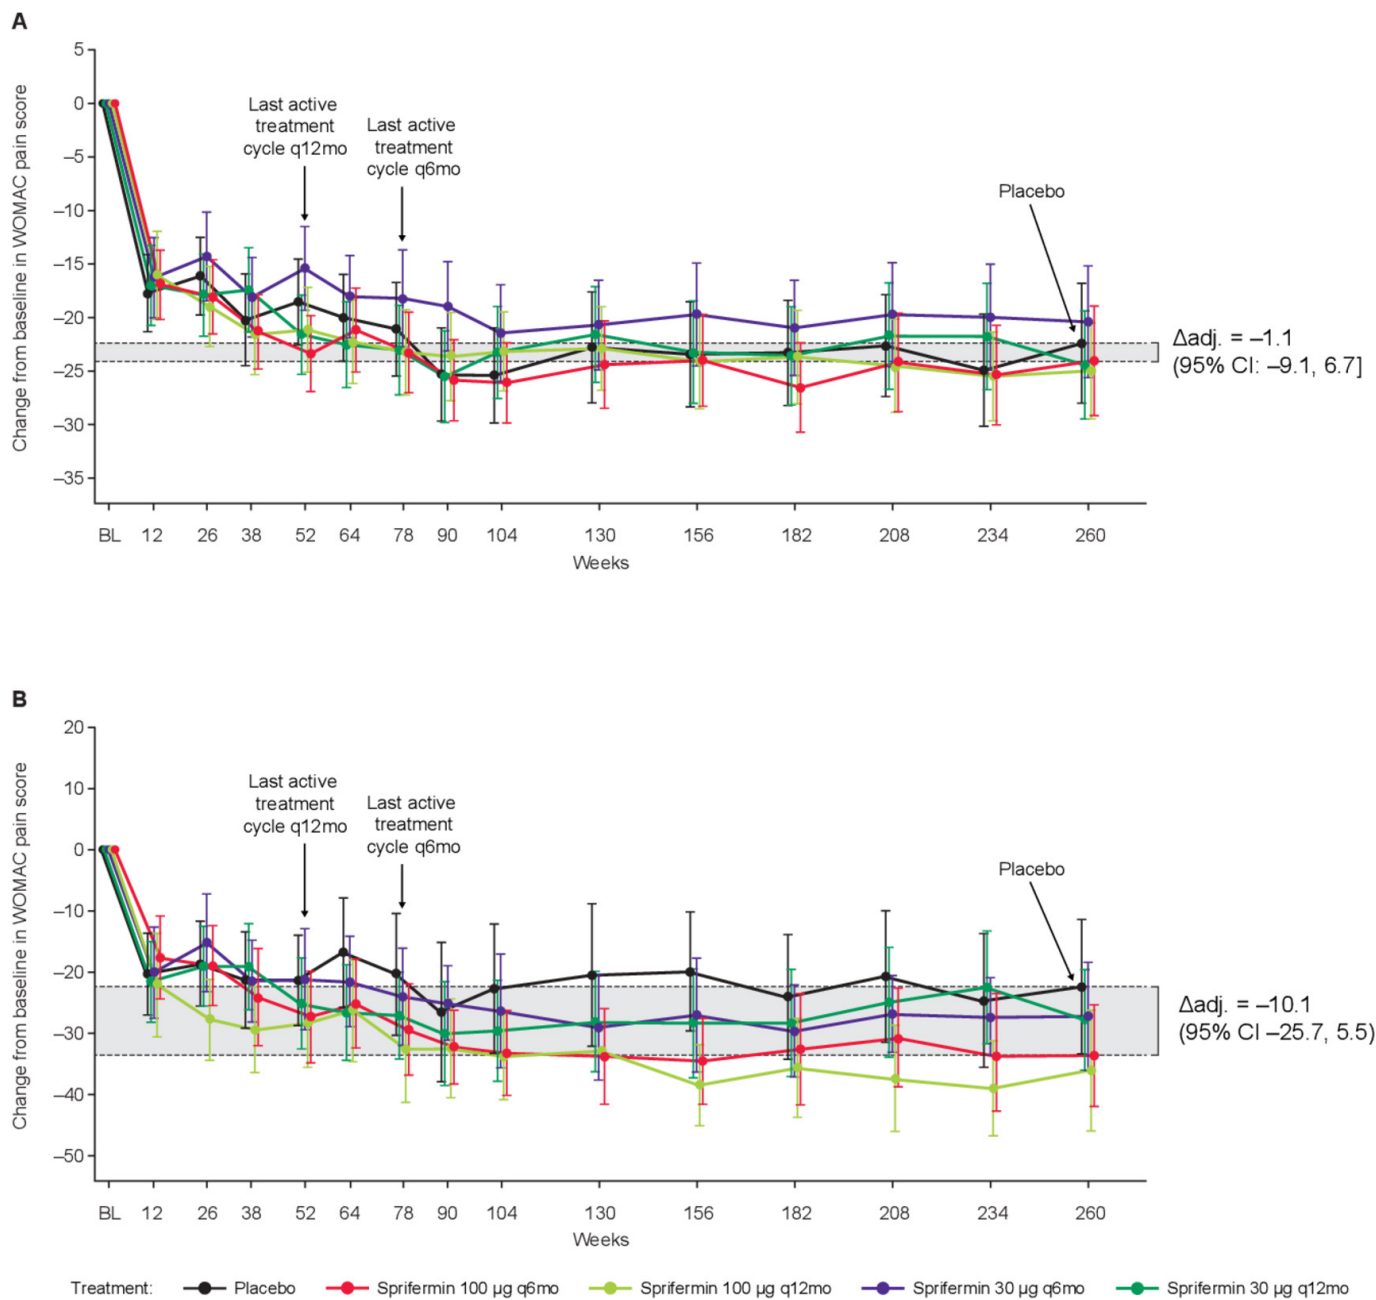 A
5
0
–5
–10
–15
–20
–25
–30
–35
Change from baseline in WOMAC pain score
Last active
treatment
cycle q12mo
Last active
treatment
cycle q6mo
Placebo
Δadj. = –1.1
(95% CI: –9.1, 6.7]
BL 12 26 38 52 64 78 90 104 130 156 182 208 234 260
Weeks
B
20
10
0
–10
–20
–30
–40
–50
Change from baseline in WOMAC pain score
Last active
treatment
cycle q12mo
Last active
treatment
cycle q6mo
Placebo
Δadj. = –10.1
(95% CI –25.7, 5.5)
BL 12 26 38 52 64 78 90 104 130 156 182 208 234 260
Weeks
Treatment: Placebo Sprifermin 100 µg q6mo Sprifermin 100 µg q12mo Sprifermin 30 µg q6mo Sprifermin 30 µg q12mo